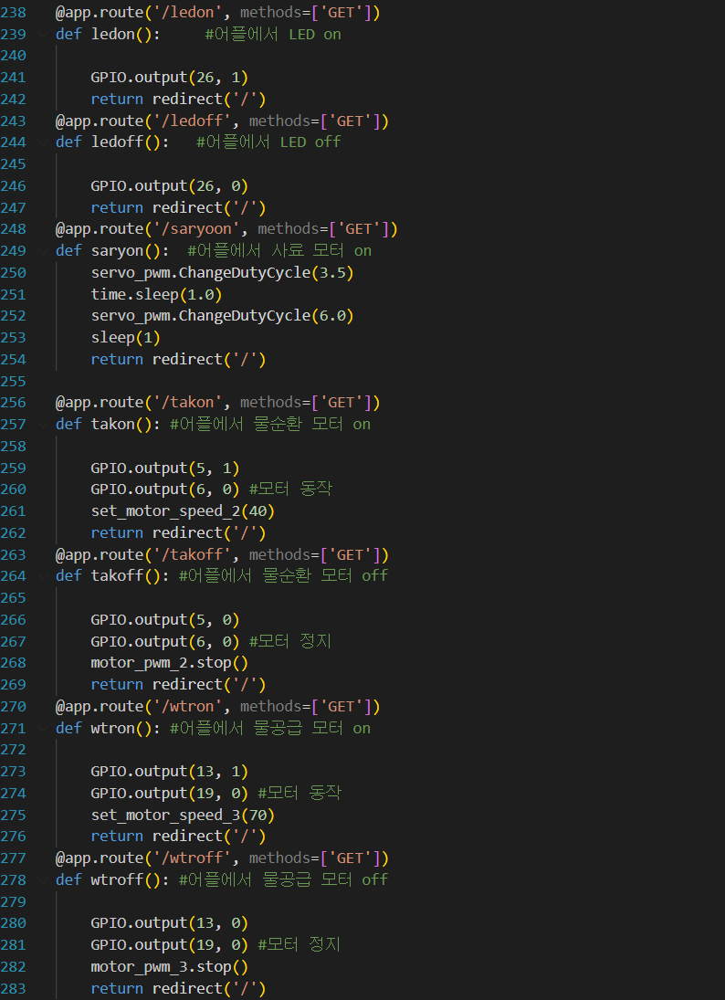 238 @app.route('/ledon', methods=['GET'])
239 def ledon():     #어플에서 LED on
240
241     GPIO.output(26, 1)
242     return redirect('/')
243 @app.route('/ledoff', methods=['GET'])
244 def ledoff():   #어플에서 LED off
245
246     GPIO.output(26, 0)
247     return redirect('/')
248 @app.route('/saryoon', methods=['GET'])
249 def saryon():  #어플에서 사료 모터 on
250     servo_pwm.ChangeDutyCycle(3.5)
251     time.sleep(1.0)
252     servo_pwm.ChangeDutyCycle(6.0)
253     sleep(1)
254     return redirect('/')
255
256 @app.route('/takon', methods=['GET'])
257 def takon(): #어플에서 물순환 모터 on
258
259     GPIO.output(5, 1)
260     GPIO.output(6, 0) #모터 동작
261     set_motor_speed_2(40)
262     return redirect('/')
263 @app.route('/takoff', methods=['GET'])
264 def takoff(): #어플에서 물순환 모터 off
265
266     GPIO.output(5, 0)
267     GPIO.output(6, 0) #모터 정지
268     motor_pwm_2.stop()
269     return redirect('/')
270 @app.route('/wtron', methods=['GET'])
271 def wtron(): #어플에서 물공급 모터 on
272
273     GPIO.output(13, 1)
274     GPIO.output(19, 0) #모터 동작
275     set_motor_speed_3(70)
276     return redirect('/')
277 @app.route('/wtroff', methods=['GET'])
278 def wtroff(): #어플에서 물공급 모터 off
279
280     GPIO.output(13, 0)
281     GPIO.output(19, 0) #모터 정지
282     motor_pwm_3.stop()
283     return redirect('/')